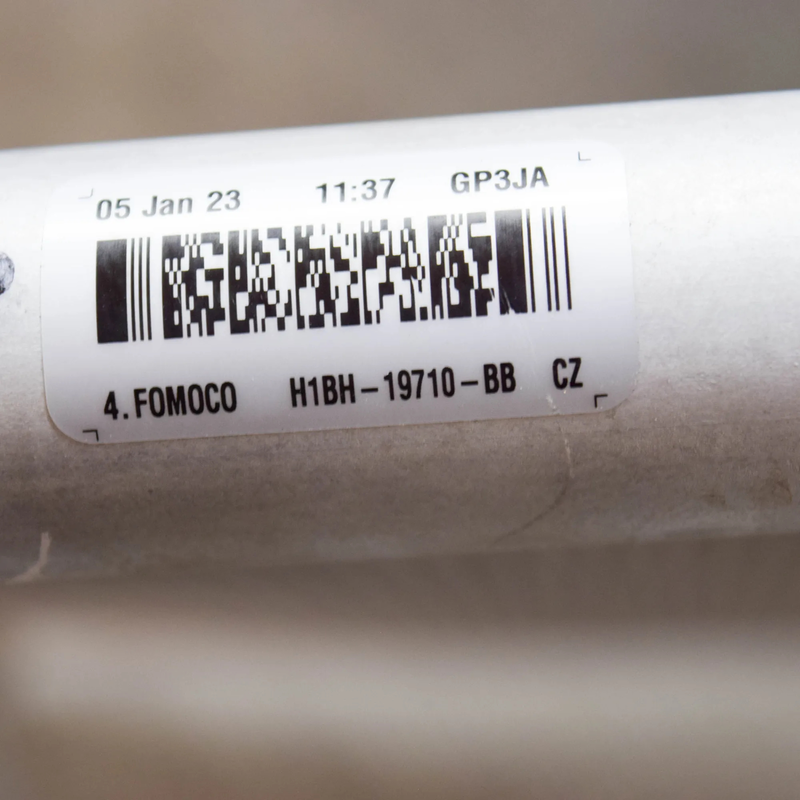 05 Jan 23 11:37 GP3JA
4.FOMOCO H1BH-19710-BB CZ